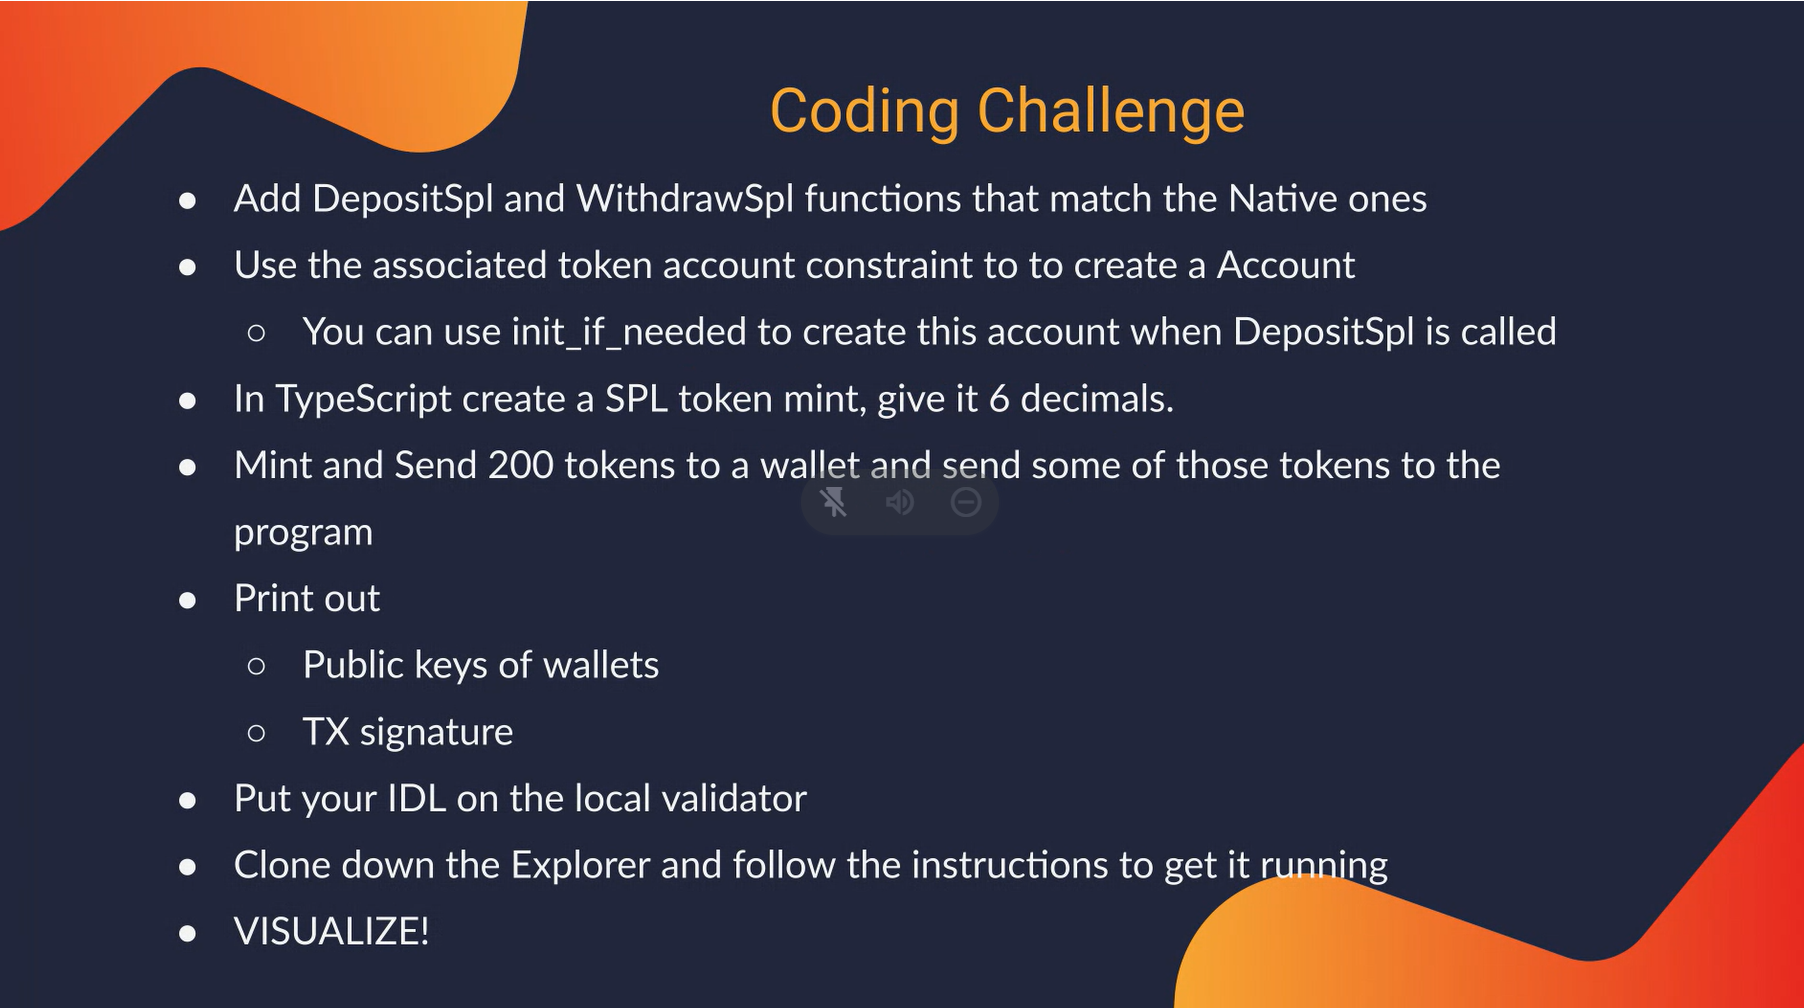 Coding Challenge
● Add DepositSpl and WithdrawSpl functions that match the Native ones
● Use the associated token account constraint to to create a Account
○ You can use init_if_needed to create this account when DepositSpl is called
● In TypeScript create a SPL token mint, give it 6 decimals.
● Mint and Send 200 tokens to a wallet and send some of those tokens to the
program
● Print out
○ Public keys of wallets
○ TX signature
● Put your IDL on the local validator
● Clone down the Explorer and follow the instructions to get it running
● VISUALIZE!